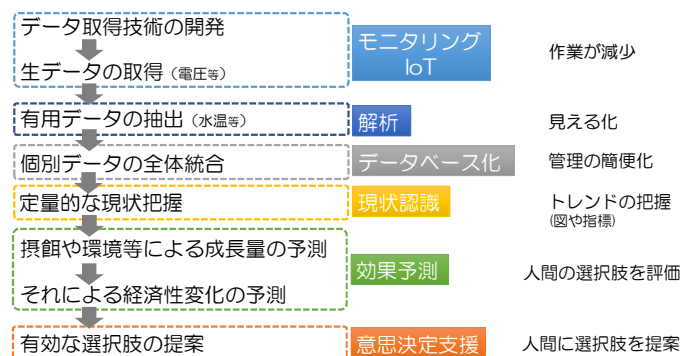 データ取得技術の開発
生データの取得（電圧等）
モニタリング
IoT
作業が減少
有用データの抽出（水温等）
解析
見える化
個別データの全体統合
データベース化
管理の簡便化
定量的な現状把握
現状認識
トレンドの把握
(図や指標)
摂餌や環境等による成長量の予測
それによる経済性変化の予測
効果予測
人間の選択肢を評価
有効な選択肢の提案
意思決定支援
人間に選択肢を提案